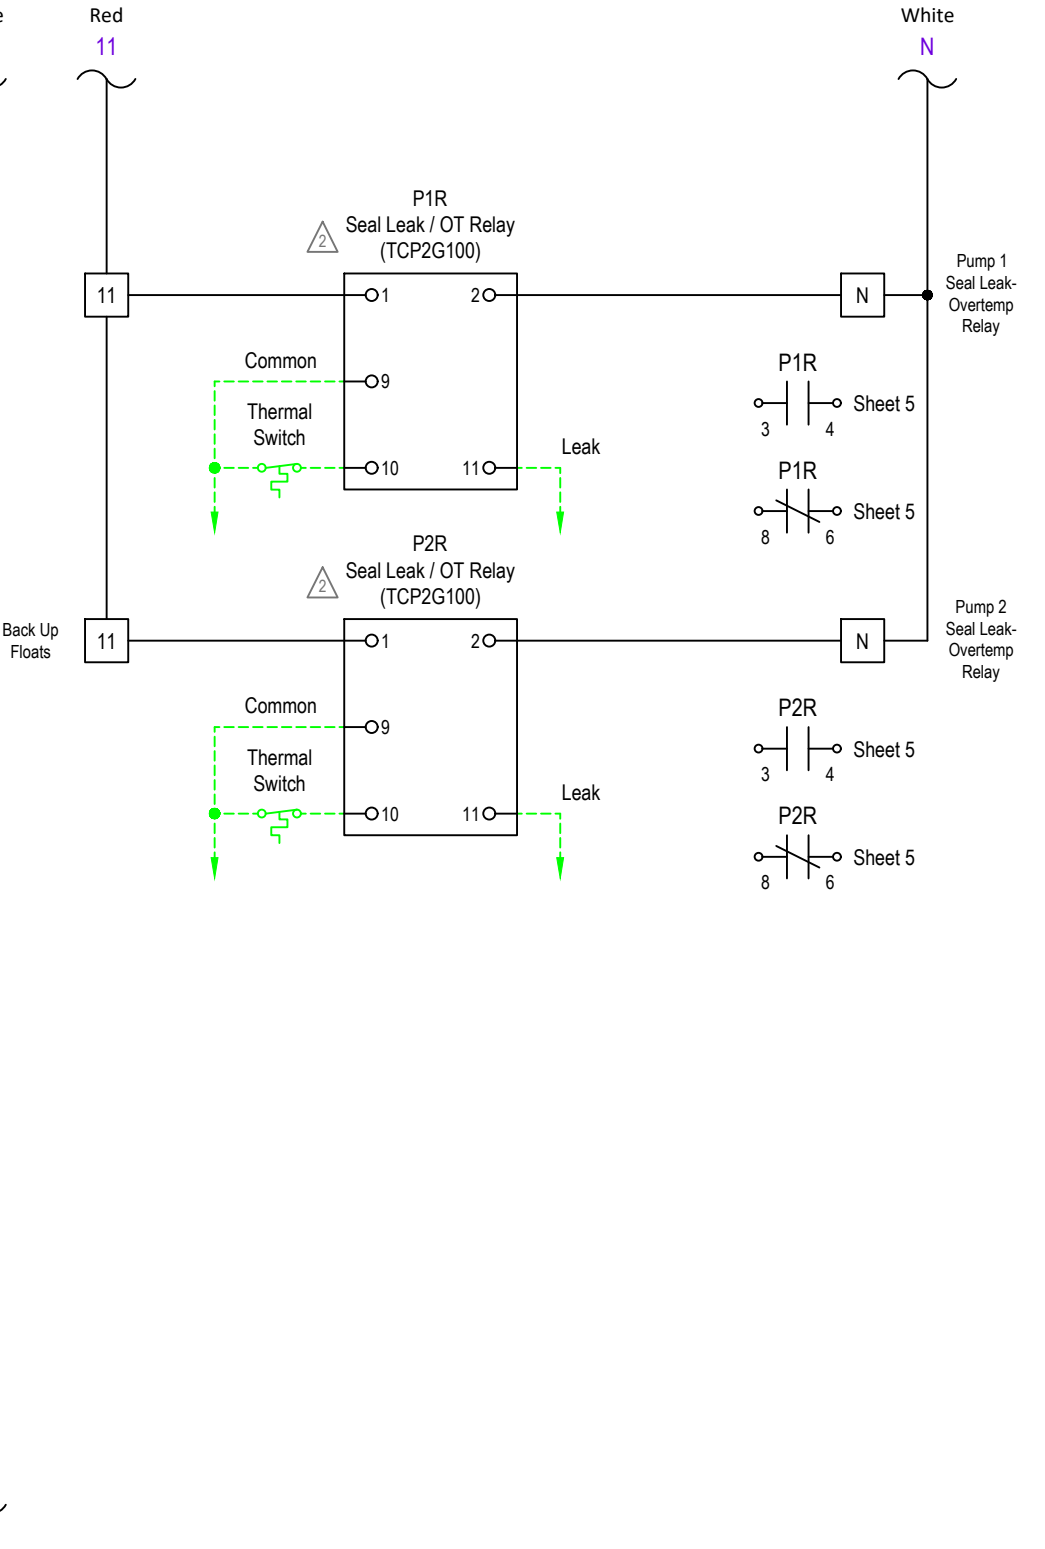 e
Red
White
11
N
P1R
Seal Leak / OT Relay
2
(TCP2G100)
11
1
2
N
Pump 1
Seal Leak-
Overtemp
Relay
Common
9
P1R
Sheet 5
3
4
Thermal
Switch
10
11
Leak
P1R
Sheet 5
8
6
P2R
Seal Leak / OT Relay
2
(TCP2G100)
Back Up
Floats
11
1
2
N
Pump 2
Seal Leak-
Overtemp
Relay
Common
9
P2R
Sheet 5
3
4
Thermal
Switch
10
11
Leak
P2R
Sheet 5
8
6